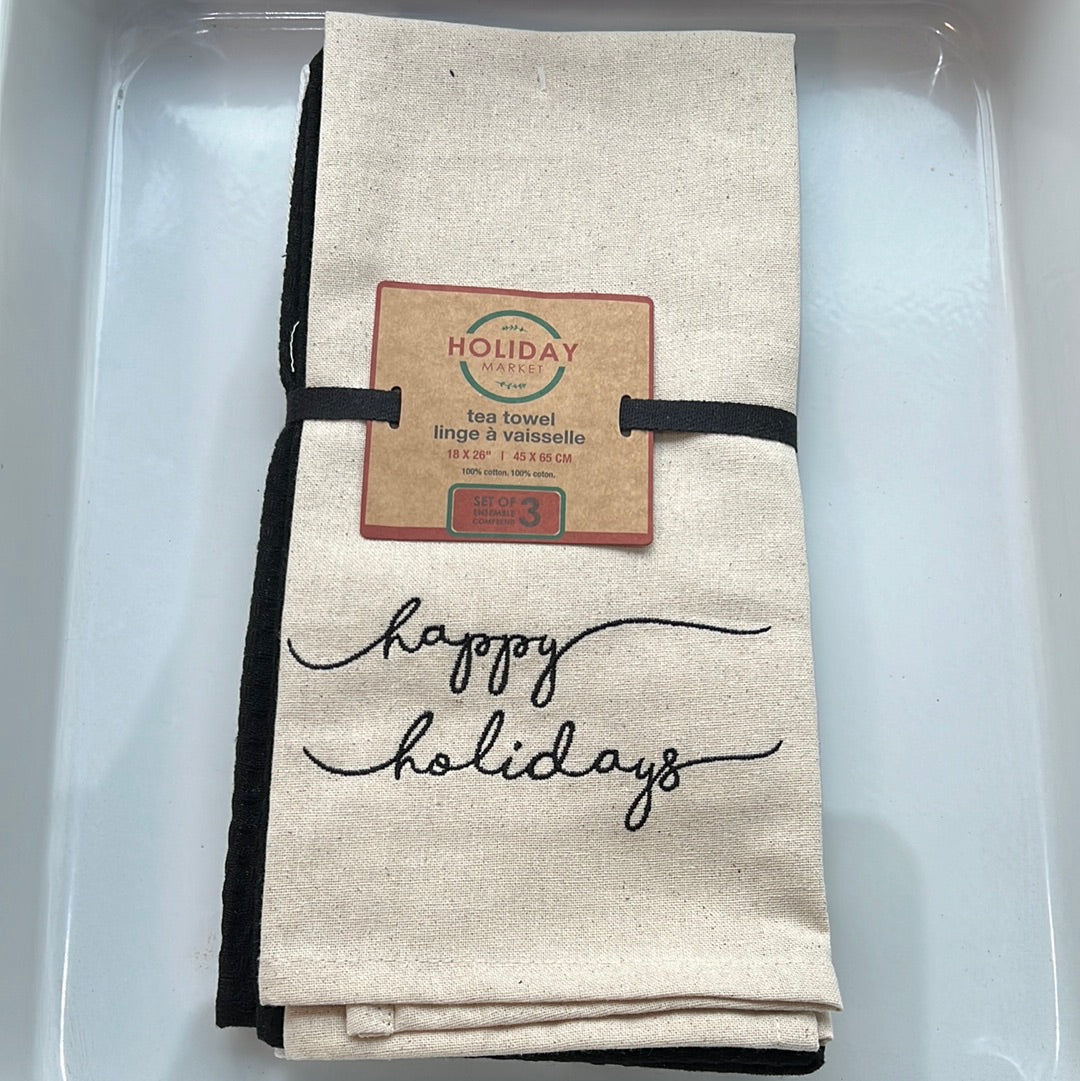 HOLIDAY
MARKET
tea towel
linge à vaisselle
18 X 26" | 45 X 65 CM
100% cotton. 100% coton.
SET OF 3
ENSEMBLE
COMPREND
happy
holidays